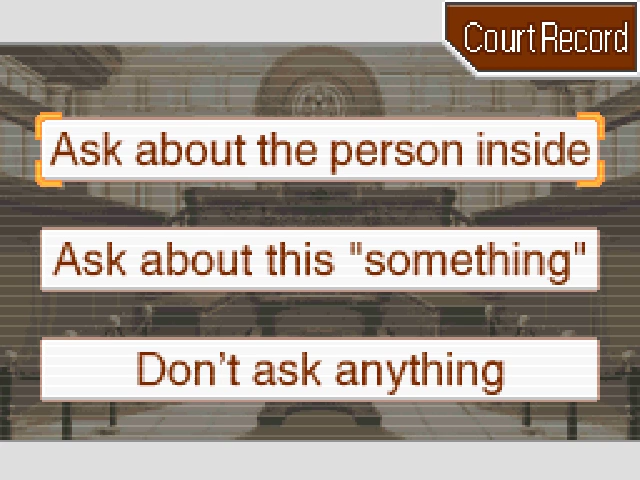 Court Record
Ask about the person inside
Ask about this "something"
Don't ask anything